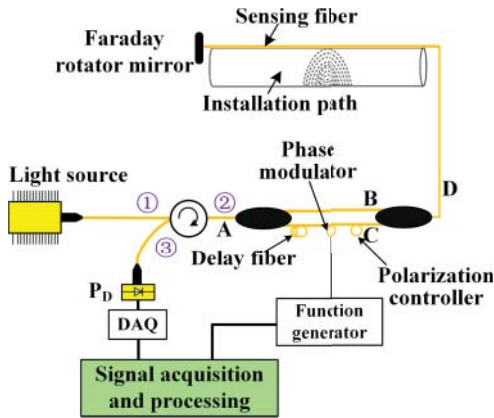 Sensing fiber
Faraday
rotator mirror
Installation path
Phase
modulator
Light source
①
②
③
A
B
C
D
Delay fiber
Polarization
controller
PD
DAQ
Function
generator
Signal acquisition
and processing